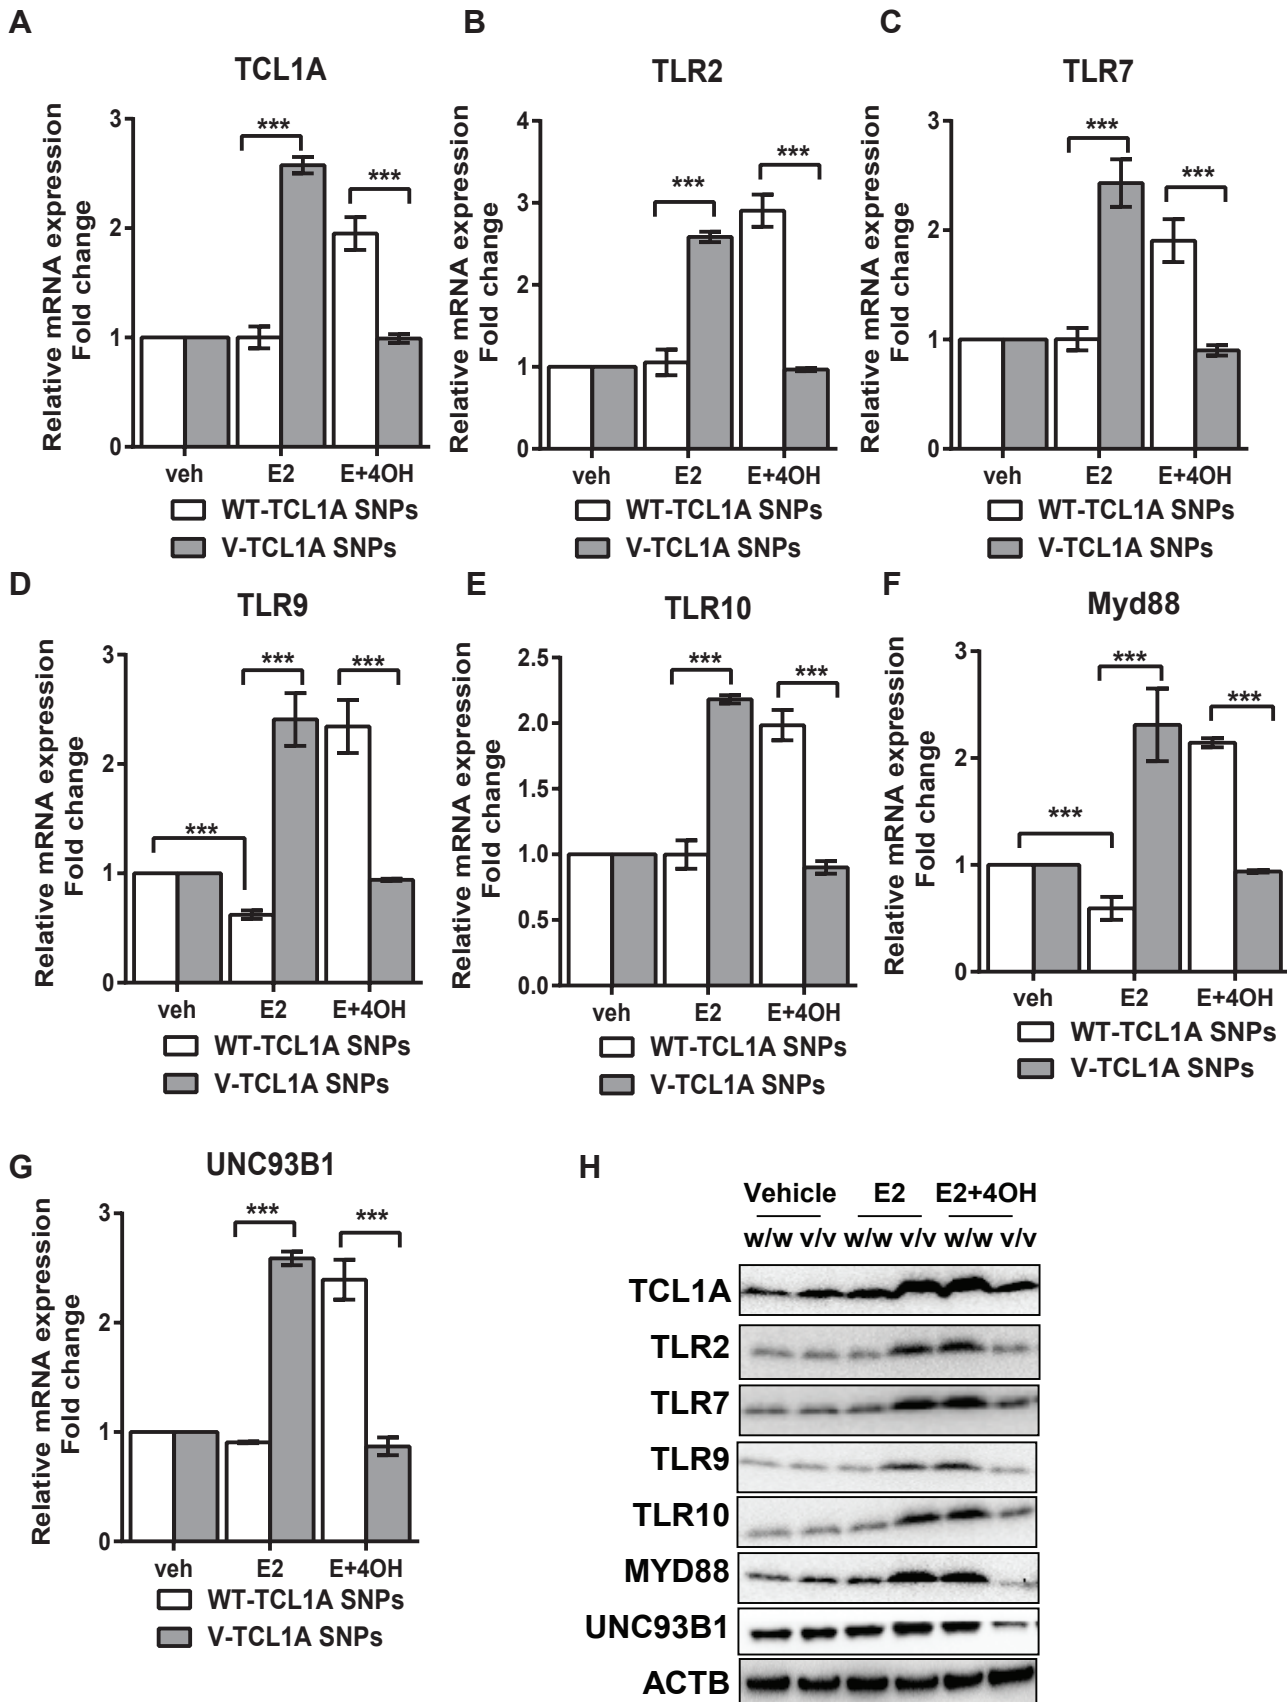 A
TCL1A
Relative mRNA expression
Fold change
3
2
1
0
***
***
veh E2 E+4OH
WT-TCL1A SNPs
V-TCL1A SNPs
B
TLR2
Relative mRNA expression
Fold change
4
3
2
1
0
***
***
veh E2 E+4OH
WT-TCL1A SNPs
V-TCL1A SNPs
C
TLR7
Relative mRNA expression
Fold change
3
2
1
0
***
***
veh E2 E+4OH
WT-TCL1A SNPs
V-TCL1A SNPs
D
TLR9
Relative mRNA expression
Fold change
3
2
1
0
***
***
***
veh E2 E+4OH
WT-TCL1A SNPs
V-TCL1A SNPs
E
TLR10
Relative mRNA expression
Fold change
2.5
2.0
1.5
1.0
0.5
0.0
***
***
veh E2 E+4OH
WT-TCL1A SNPs
V-TCL1A SNPs
F
Myd88
Relative mRNA expression
Fold change
3
2
1
0
***
***
***
veh E2 E+4OH
WT-TCL1A SNPs
V-TCL1A SNPs
G
UNC93B1
Relative mRNA expression
Fold change
3
2
1
0
***
***
veh E2 E+4OH
WT-TCL1A SNPs
V-TCL1A SNPs
H
Vehicle E2 E2+4OH
w/w v/v w/w v/v w/w v/v
TCL1A
TLR2
TLR7
TLR9
TLR10
MYD88
UNC93B1
ACTB